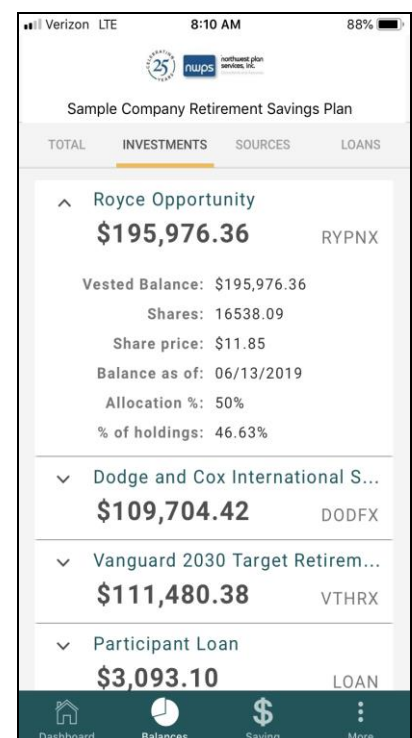 Verizon LTE 8:10 AM 88%
CELEBRATING
25
YEARS
nwps
northwest plan
services, inc.
Sample Company Retirement Savings Plan
TOTAL INVESTMENTS SOURCES LOANS
Royce Opportunity
$195,976.36 RYPNX
Vested Balance: $195,976.36
Shares: 16538.09
Share price: $11.85
Balance as of: 06/13/2019
Allocation %: 50%
% of holdings: 46.63%
Dodge and Cox International S...
$109,704.42 DODFX
Vanguard 2030 Target Retirem...
$111,480.38 VTHRX
Participant Loan
$3,093.10 LOAN
Dashboard Balances Saving More